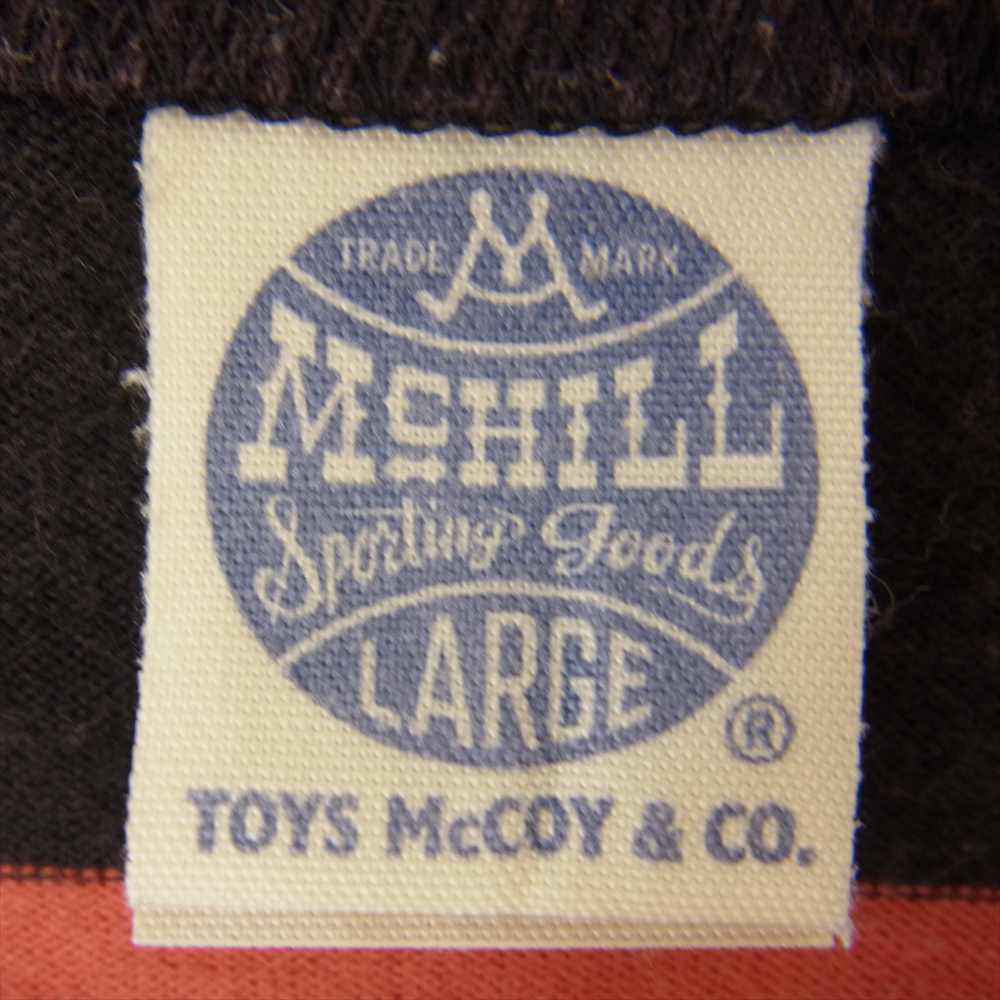 TRADE M MARK
McHILL
Sporting Goods
LARGE
®
TOYS McCOY & CO.